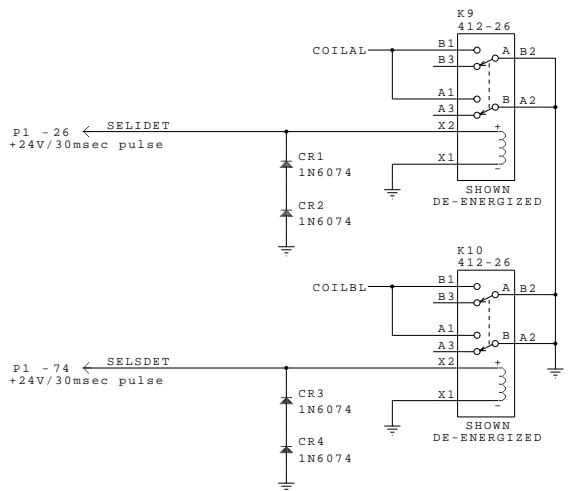 K9
412-26
B1
A
B2
COILAL
B3
A1
B
A2
A3
SELIDET
X2
+
P1 -26
+24V/30msec pulse
CR1
1N6074
X1
-
SHOWN
DE-ENERGIZED
CR2
1N6074
K10
412-26
B1
A
B2
COILBL
B3
A1
B
A2
A3
SELSDET
X2
+
P1 -74
+24V/30msec pulse
CR3
1N6074
X1
-
SHOWN
DE-ENERGIZED
CR4
1N6074